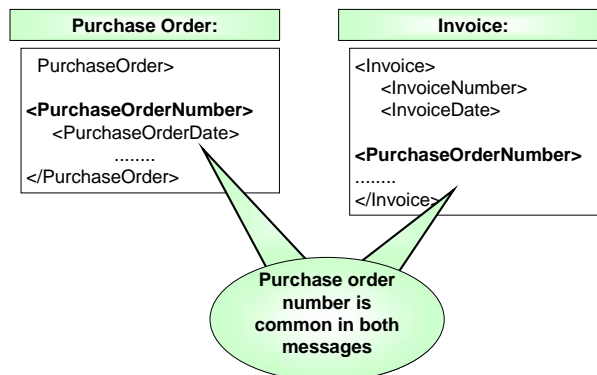 Purchase Order:
PurchaseOrder>
<PurchaseOrderNumber>
<PurchaseOrderDate>
........
</PurchaseOrder>
Invoice:
<Invoice>
<InvoiceNumber>
<InvoiceDate>
<PurchaseOrderNumber>
........
</Invoice>
Purchase order
number is
common in both
messages